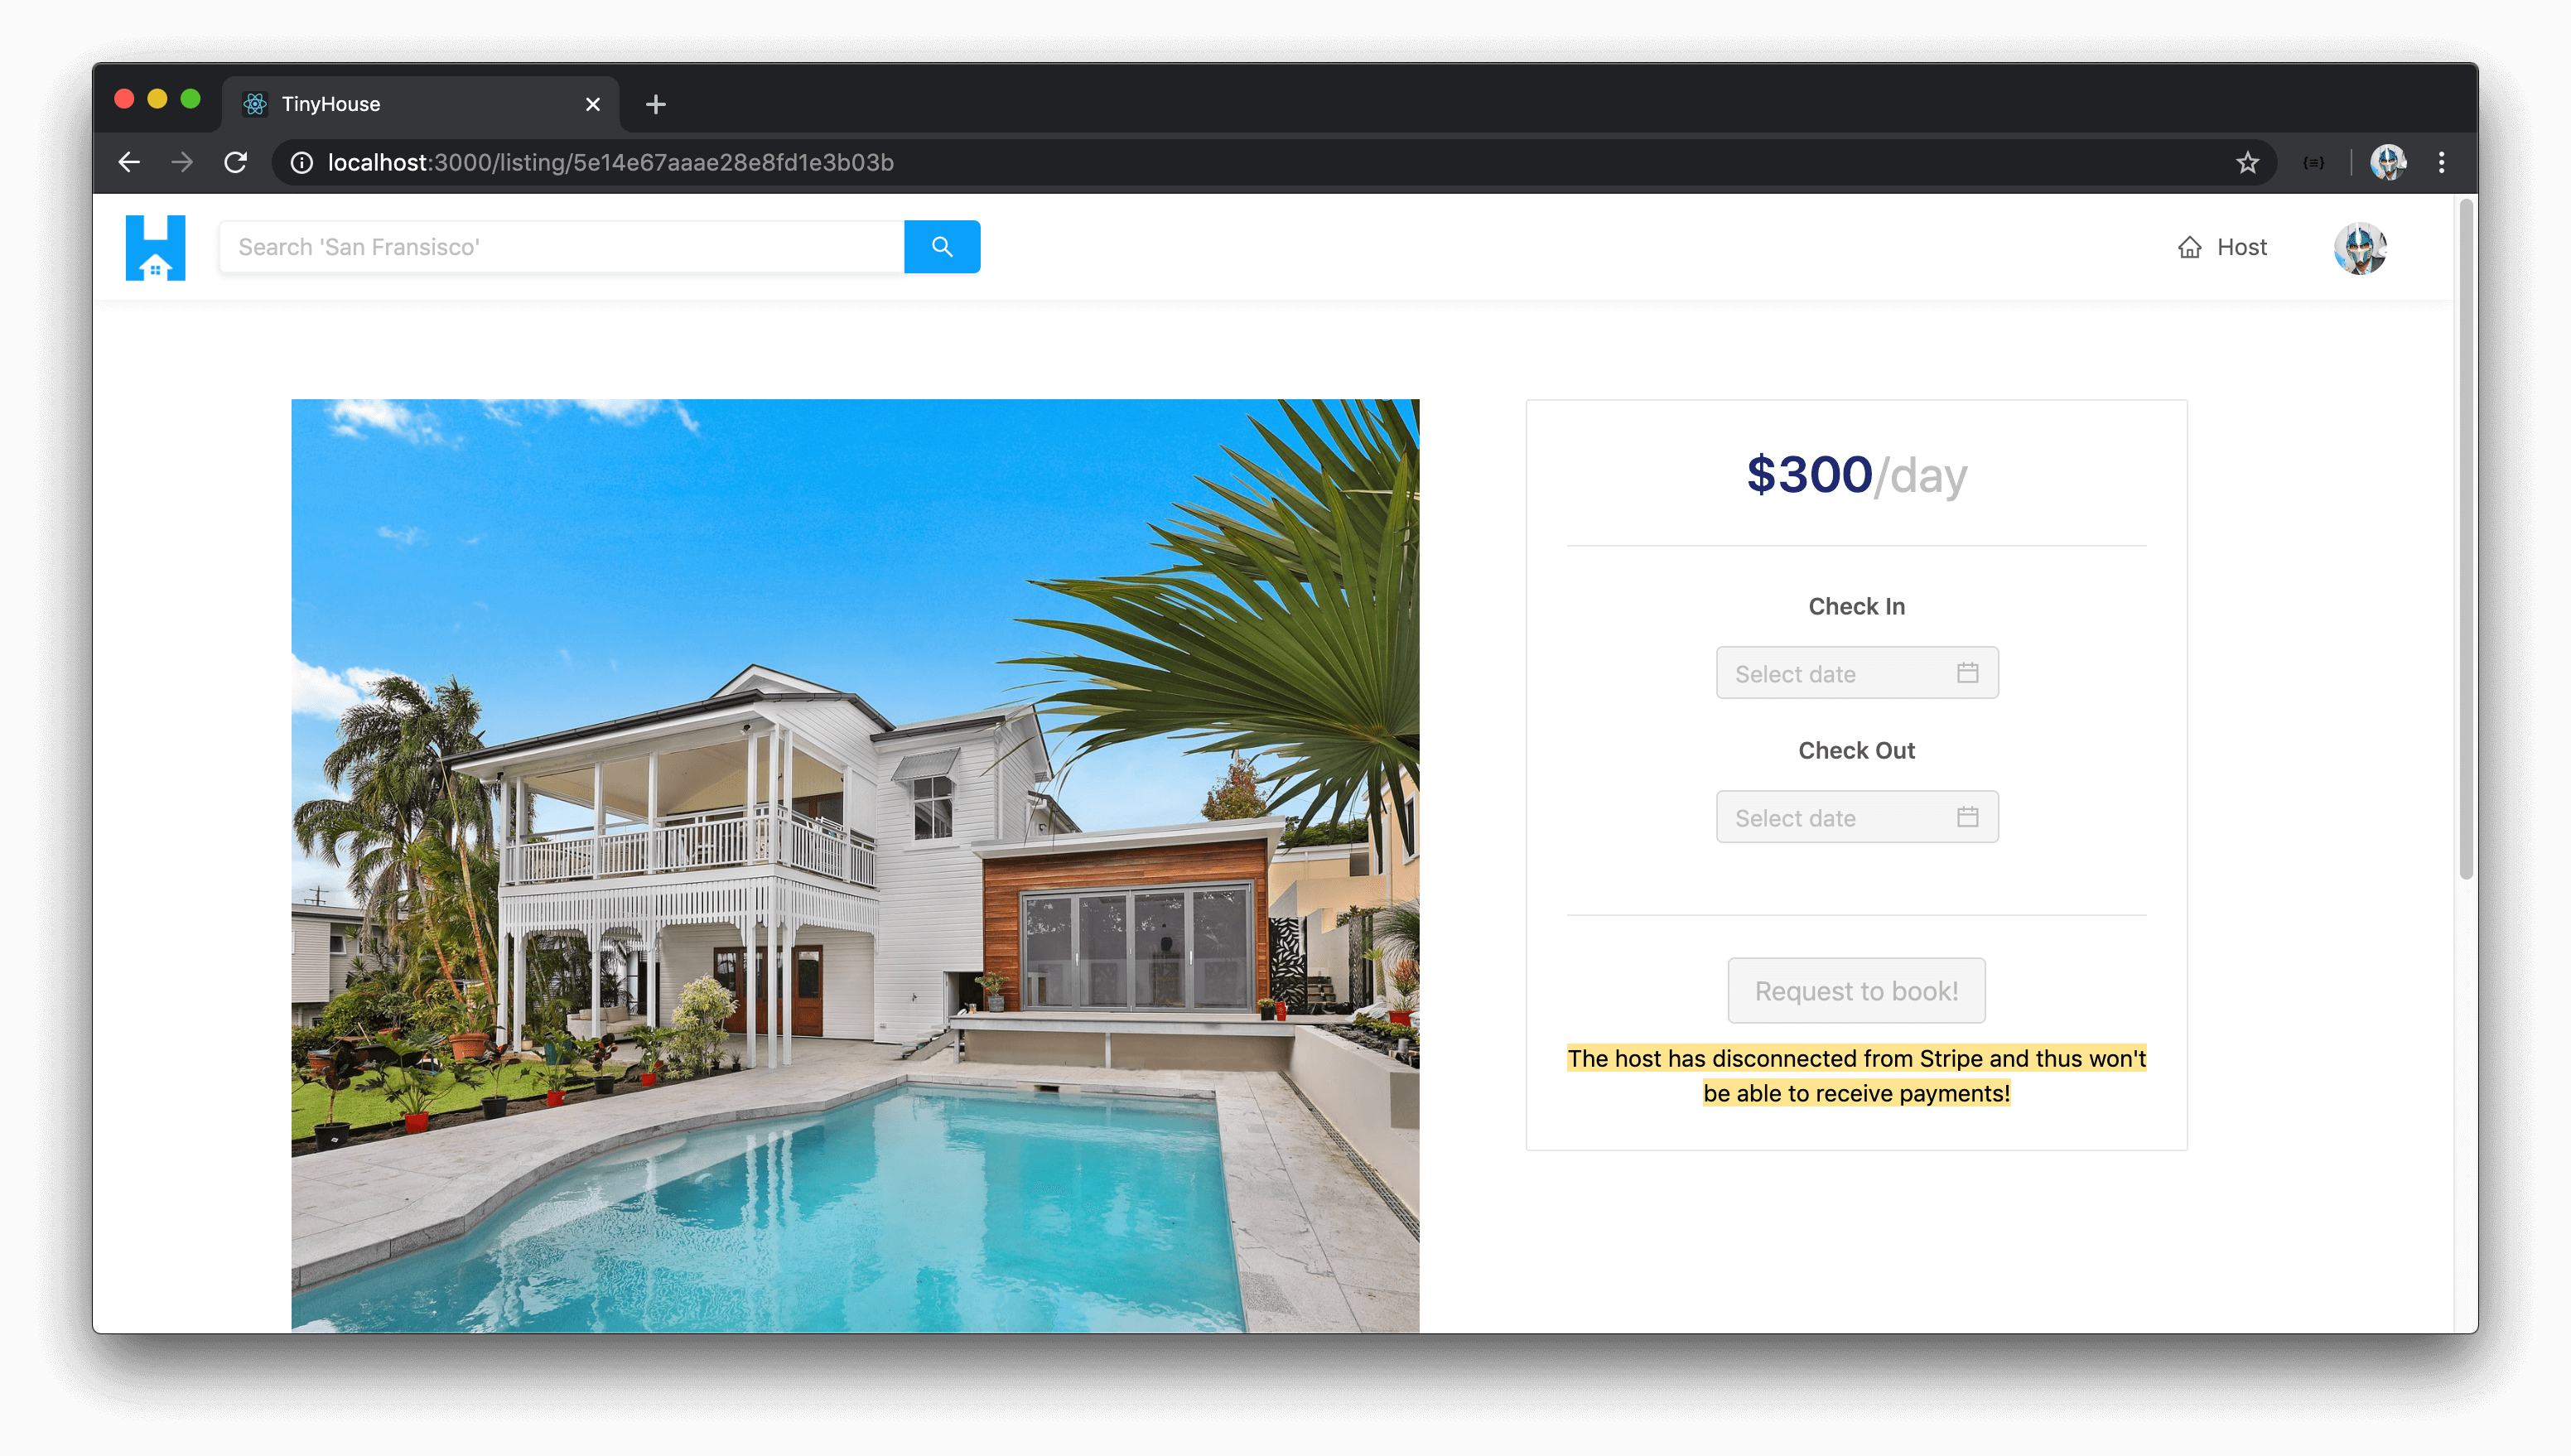 TinyHouse
localhost:3000/listing/5e14e67aaae28e8fd1e3b03b
Search 'San Fransisco'
Host
$300/day
Check In
Select date
Check Out
Select date
Request to book!
The host has disconnected from Stripe and thus won't
be able to receive payments!